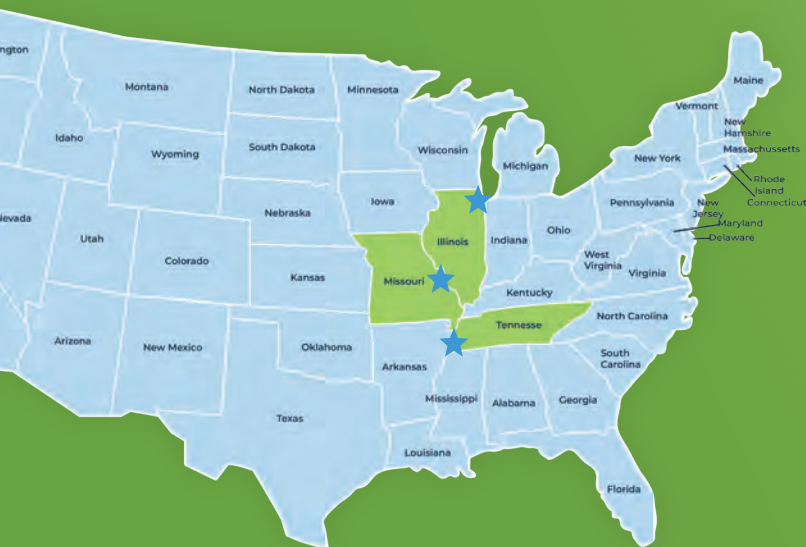 ngton
Montana
North Dakota
Minnesota
Maine
Idaho
Wyoming
South Dakota
Wisconsin
Michigan
Vermont
New
Hamshire
Massachussetts
New York
Rhode
Island
Connecticut
evada
Utah
Colorado
Nebraska
Iowa
Illinois
Indiana
Ohio
Pennsylvania
New
Jersey
Maryland
Delaware
Kansas
Missouri
Kentucky
West
Virginia
Virginia
Arizona
New Mexico
Oklahoma
Arkansas
Tennesse
North Carolina
South
Carolina
Texas
Louisiana
Mississippi
Alabama
Georgia
Florida